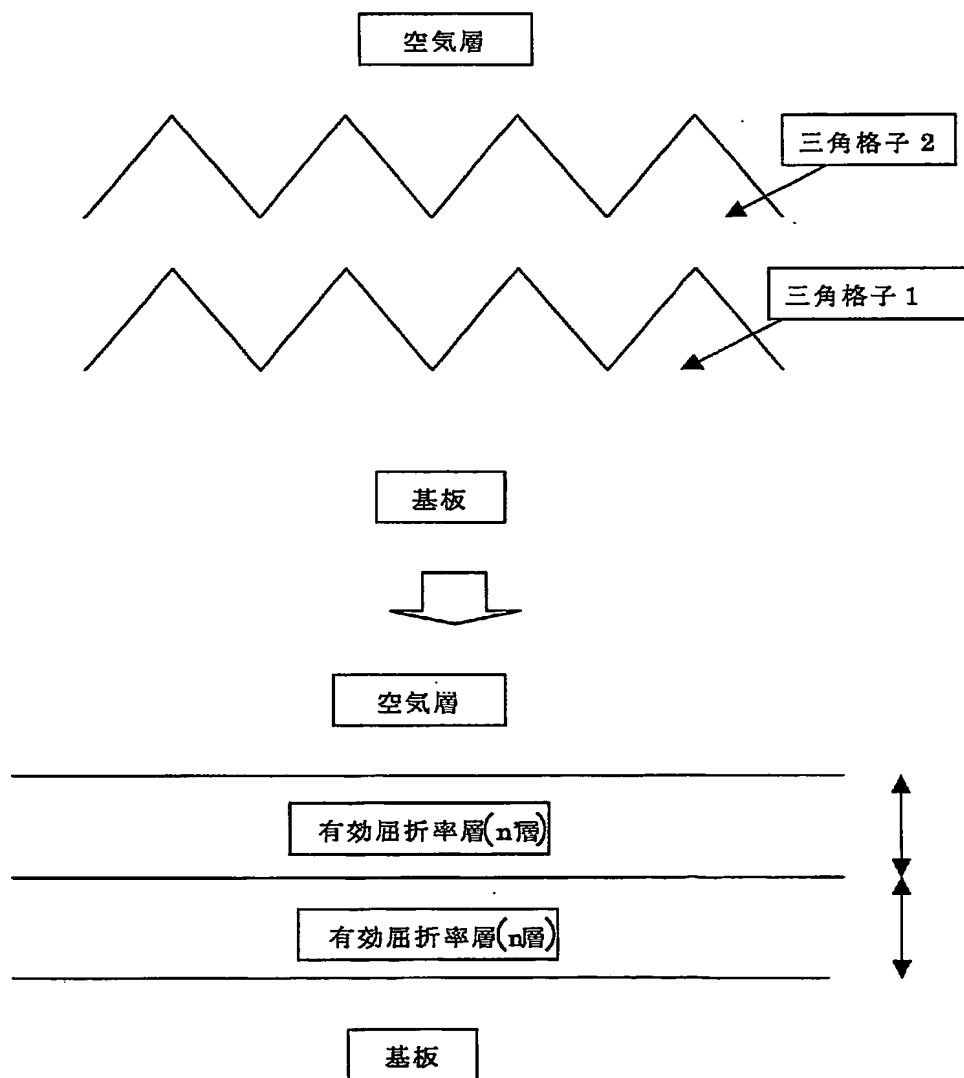 空気層
三角格子 2
三角格子 1
基板
空気層
有効屈折率層(n'層)
有効屈折率層(n層)
基板